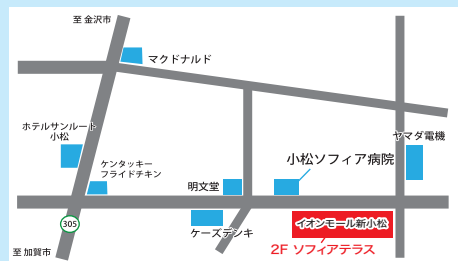 至 金沢市
マクドナルド
ホテルサンルート
小松
ヤマダ電機
ケンタッキー
フライドチキン
小松ソフィア病院
明文堂
305
イオンモール新小松
ケーズデンキ
2F ソフィアテラス
至 加賀市